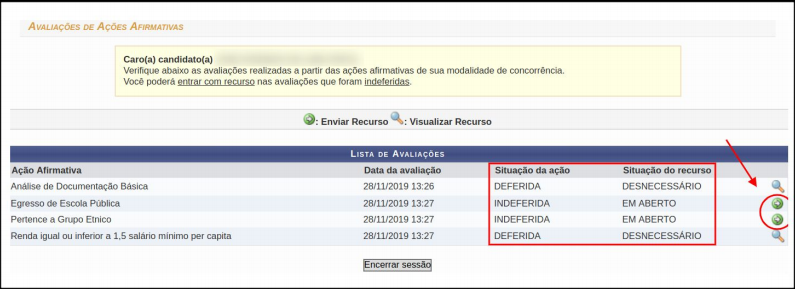 Avaliações de Ações Afirmativas
Caro(a) candidato(a)
Verifique abaixo as avaliações realizadas a partir das ações afirmativas de sua modalidade de concorrência.
Você poderá entrar com recurso nas avaliações que foram indeferidas.
: Enviar Recurso : Visualizar Recurso
Lista de Avaliações
Ação Afirmativa Data da avaliação Situação da ação Situação do recurso
Análise de Documentação Básica 28/11/2019 13:26 DEFERIDA DESNECESSÁRIO
Egresso de Escola Pública 28/11/2019 13:27 INDEFERIDA EM ABERTO
Pertence a Grupo Etnico 28/11/2019 13:27 INDEFERIDA EM ABERTO
Renda igual ou inferior a 1,5 salário mínimo per capita 28/11/2019 13:27 DEFERIDA DESNECESSÁRIO
Encerrar sessão